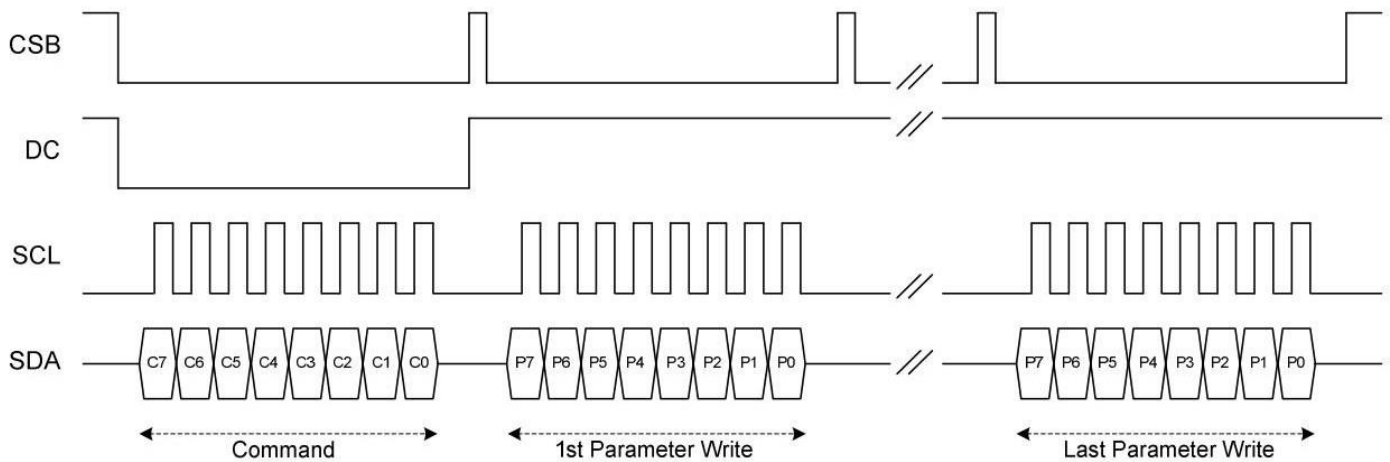 CSB
DC
SCL
SDA C7 C6 C5 C4 C3 C2 C1 C0 P7 P6 P5 P4 P3 P2 P1 P0 P7 P6 P5 P4 P3 P2 P1 P0
Command 1st Parameter Write Last Parameter Write